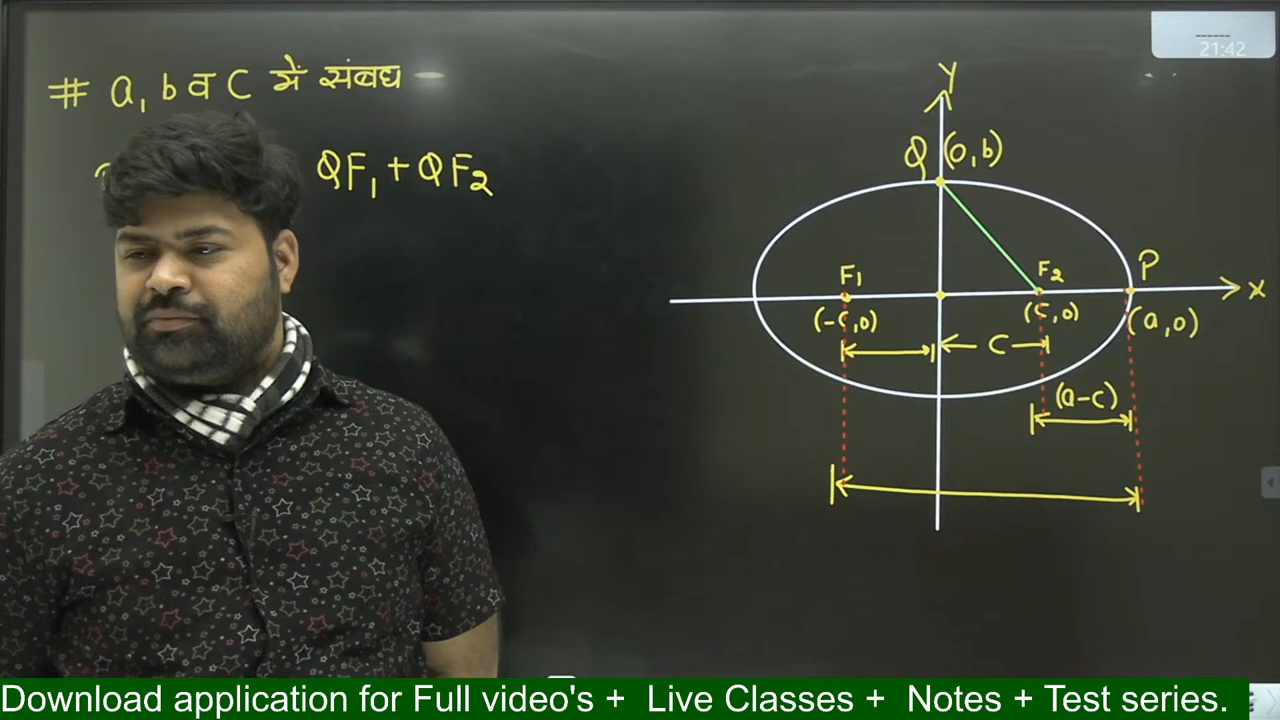 21:42
# a, b व C में संबध
QF₁ + QF₂
Y
Q (0, b)
F₁
F₂
P
X
(-C, 0)
(C, 0)
(a, 0)
C
(a-c)
Download application for Full video's + Live Classes + Notes + Test series.